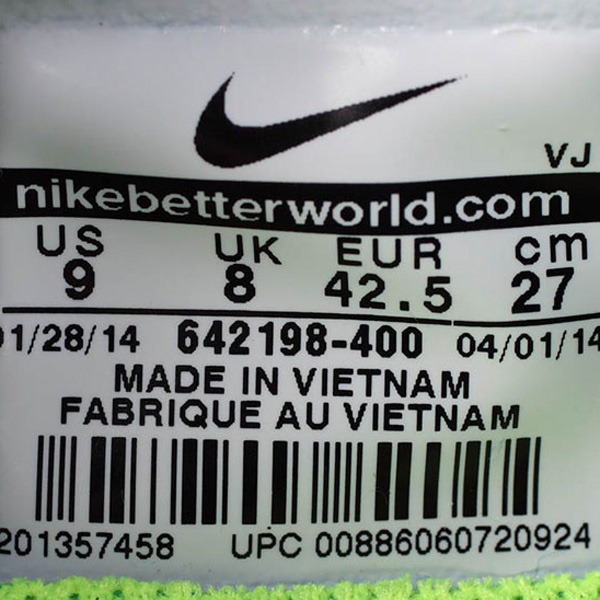 VJ
nikebetterworld.com
US UK EUR cm
9 8 42.5 27
01/28/14 642198-400 04/01/14
MADE IN VIETNAM
FABRIQUE AU VIETNAM
201357458 UPC 00886060720924